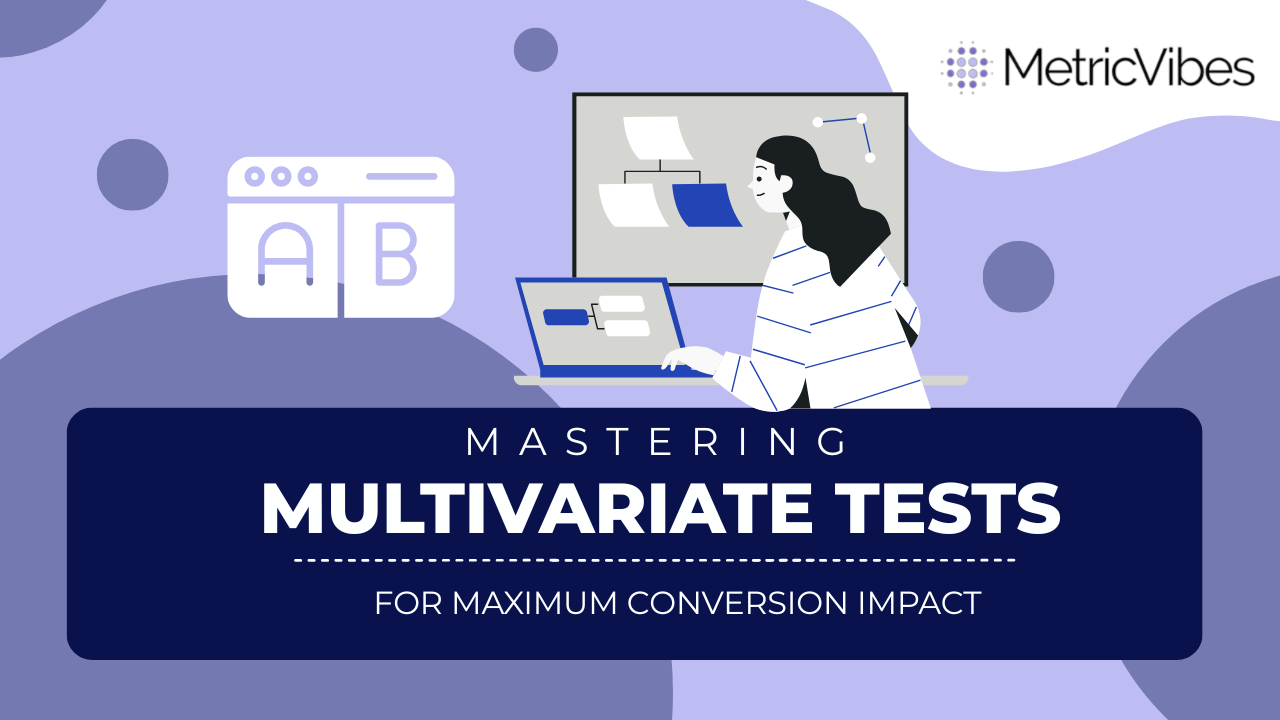 MetricVibes
A B
MASTERING
MULTIVARIATE TESTS
FOR MAXIMUM CONVERSION IMPACT